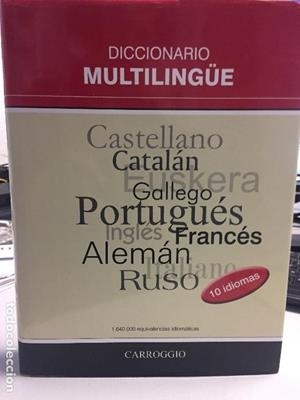 DICCIONARIO
MULTILINGÜE
Castellano
Catalán
Euskera
Gallego
Portugués
Inglés Francés
Alemán
Italiano
Ruso
10 idiomas
1.640.000 equivalencias idiomáticas
CARROGGIO
todocoleccion